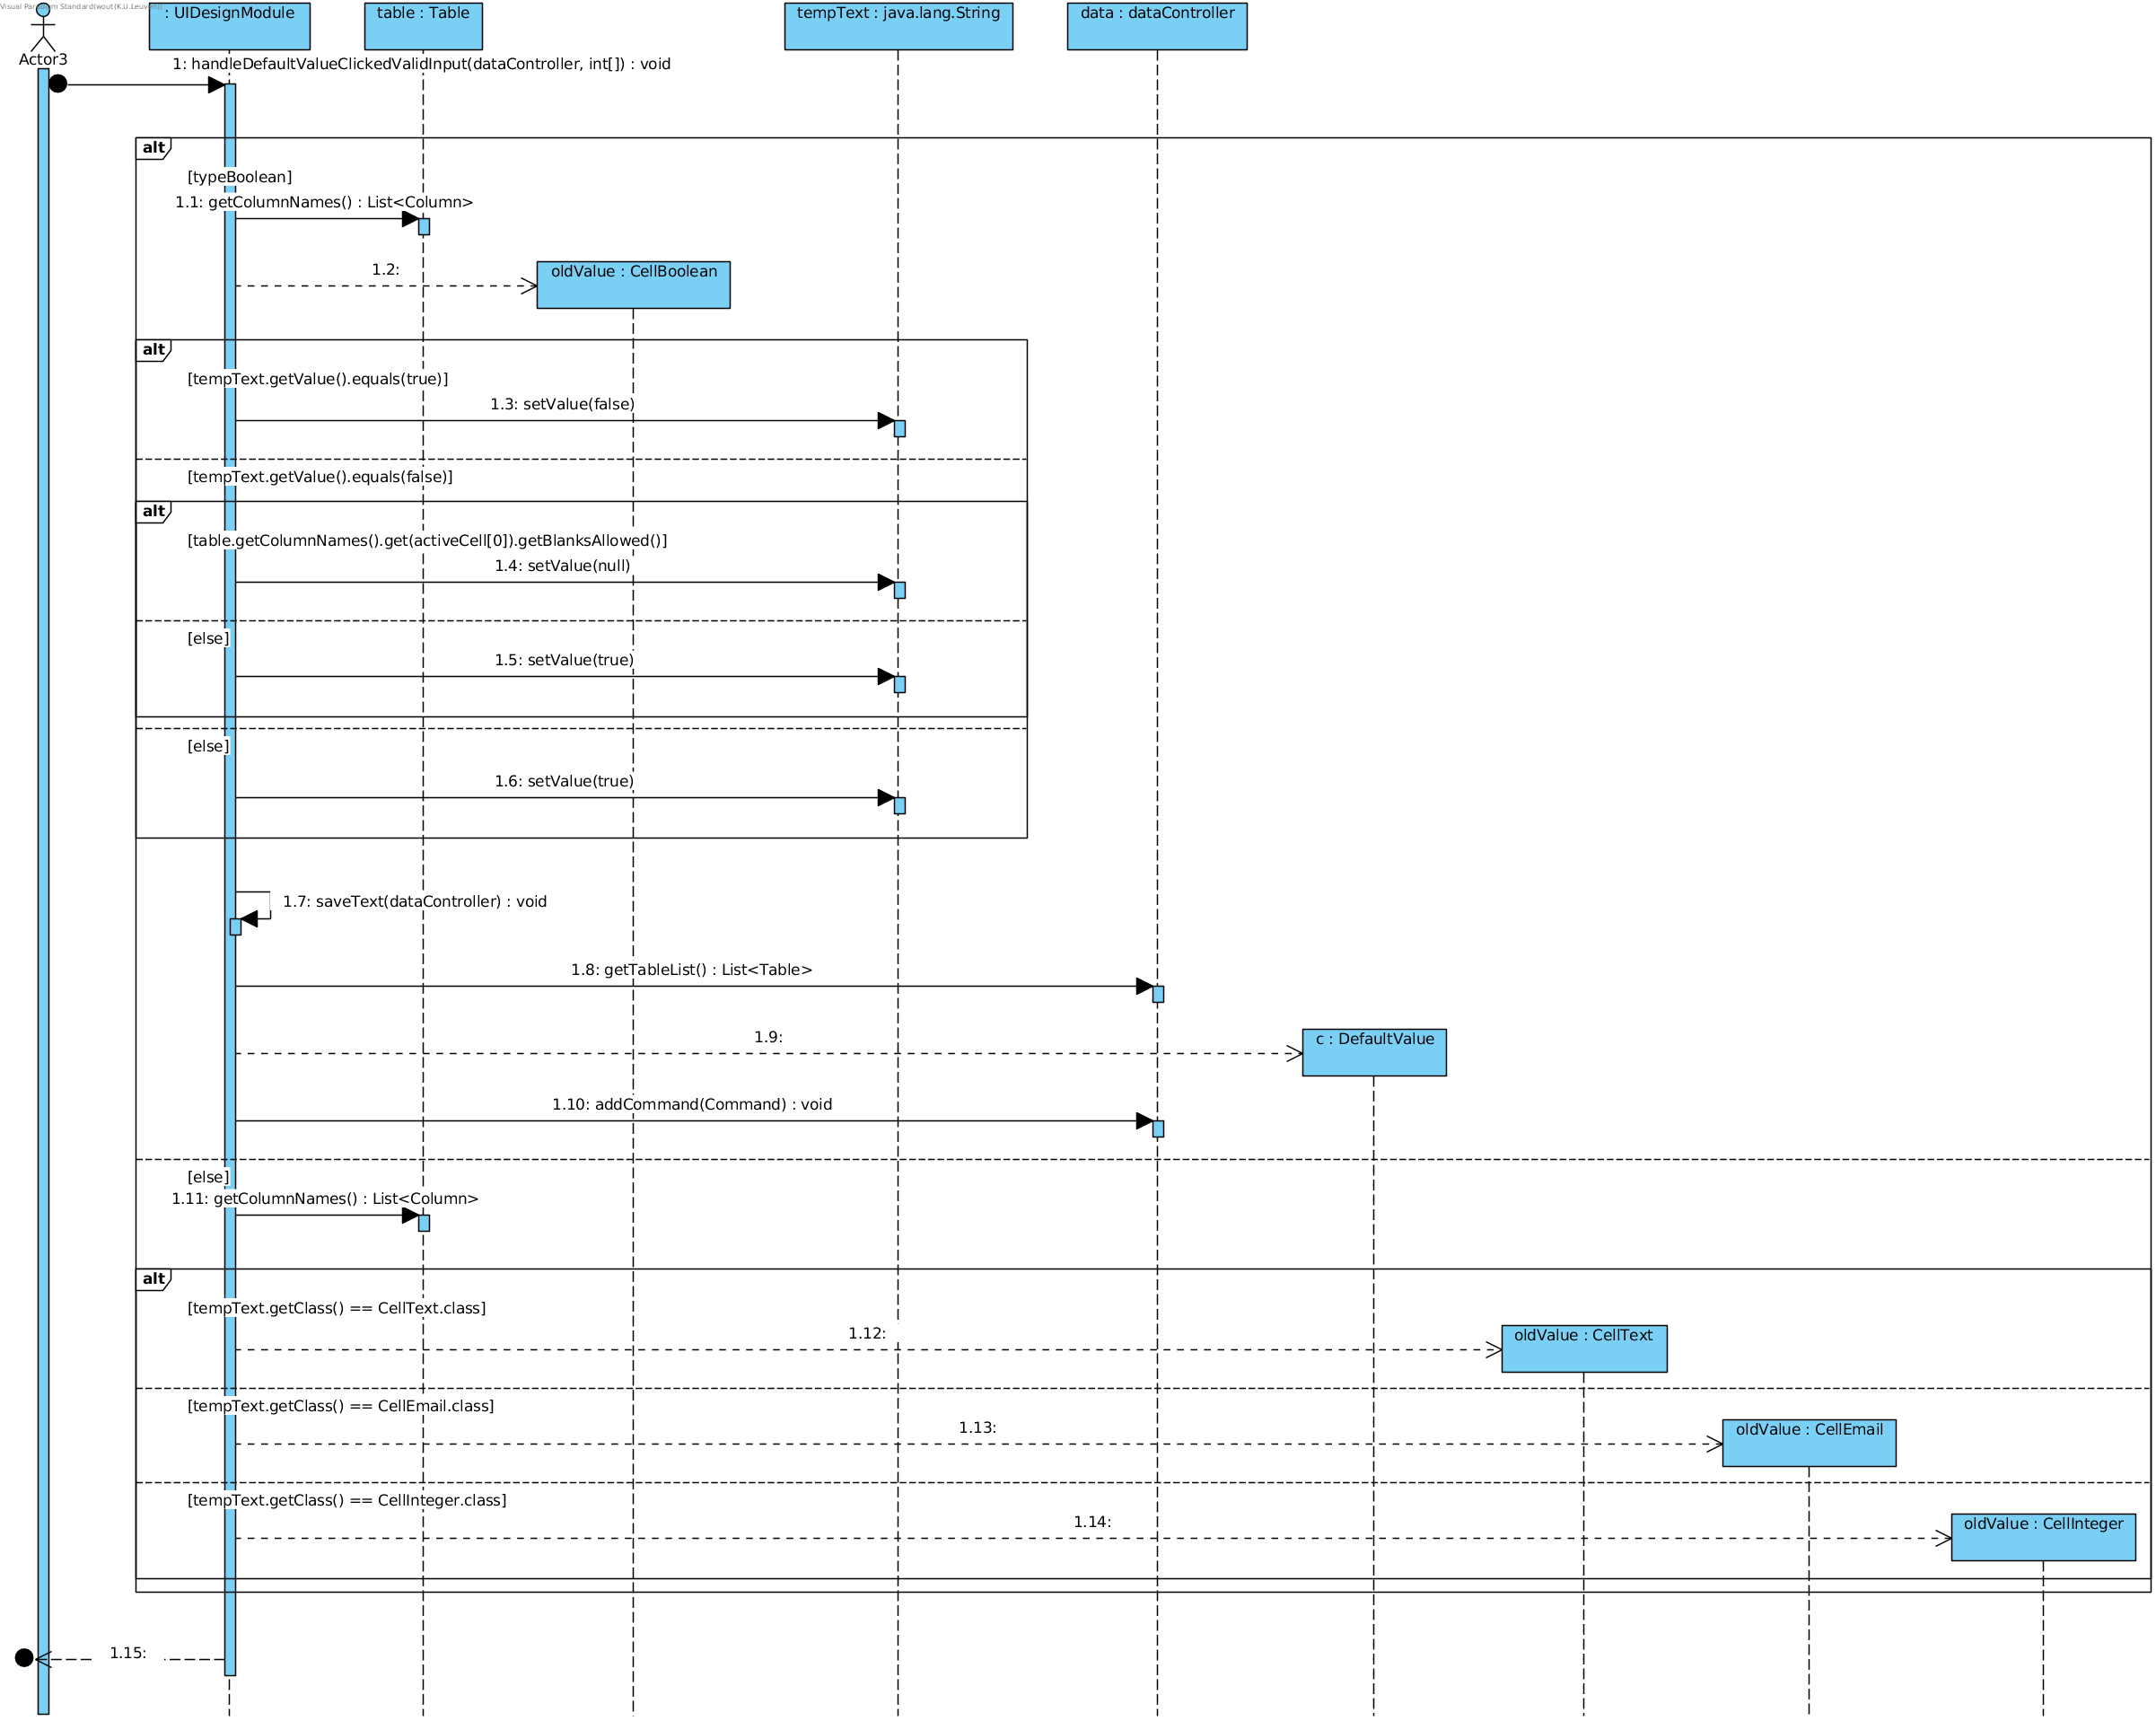 Visual Paradigm Standard(wout(K.U.Leuven))
: UIDesignModule
table : Table
tempText : java.lang.String
data : dataController
Actor3
1: handleDefaultValueClickedValidInput(dataController, int[]) : void
alt
[typeBoolean]
1.1: getColumnNames() : List<Column>
1.2:
oldValue : CellBoolean
alt
[tempText.getValue().equals(true)]
1.3: setValue(false)
[tempText.getValue().equals(false)]
alt
[table.getColumnNames().get(activeCell[0]).getBlanksAllowed()]
1.4: setValue(null)
[else]
1.5: setValue(true)
[else]
1.6: setValue(true)
1.7: saveText(dataController) : void
1.8: getTableList() : List<Table>
1.9:
c : DefaultValue
1.10: addCommand(Command) : void
[else]
1.11: getColumnNames() : List<Column>
alt
[tempText.getClass() == CellText.class]
1.12:
oldValue : CellText
[tempText.getClass() == CellEmail.class]
1.13:
oldValue : CellEmail
[tempText.getClass() == CellInteger.class]
1.14:
oldValue : CellInteger
1.15: